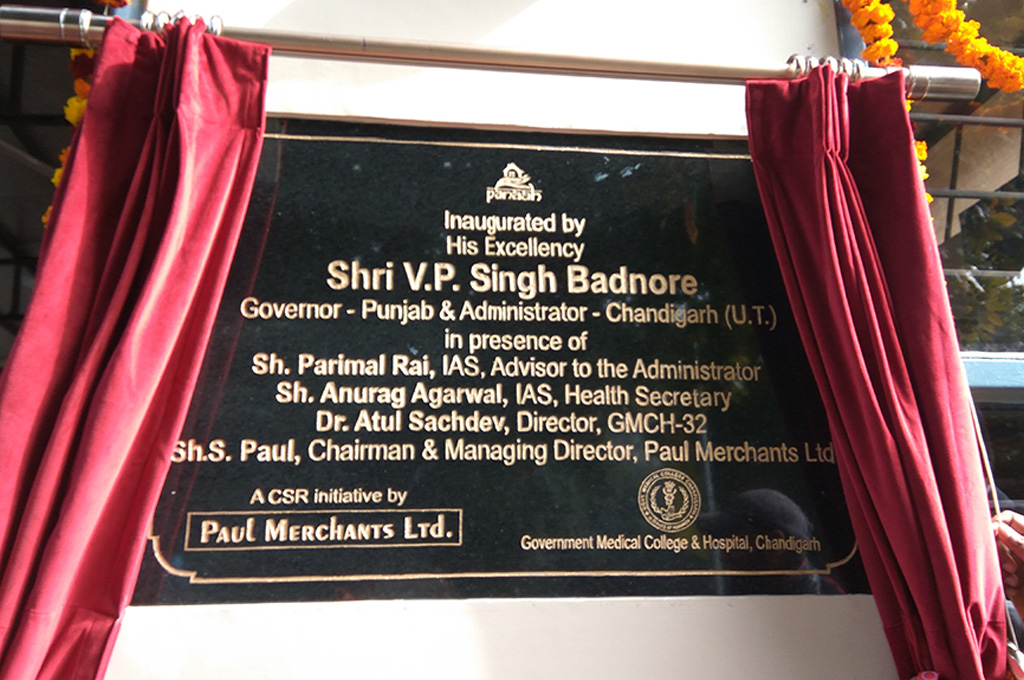 panaah
Inaugurated by
His Excellency
Shri V.P. Singh Badnore
Governor - Punjab & Administrator - Chandigarh (U.T.)
in presence of
Sh. Parimal Rai, IAS, Advisor to the Administrator
Sh. Anurag Agarwal, IAS, Health Secretary
Dr. Atul Sachdev, Director, GMCH-32
Sh.S. Paul, Chairman & Managing Director, Paul Merchants Ltd
A CSR initiative by
PAUL MERCHANTS LTD.
Government Medical College & Hospital, Chandigarh